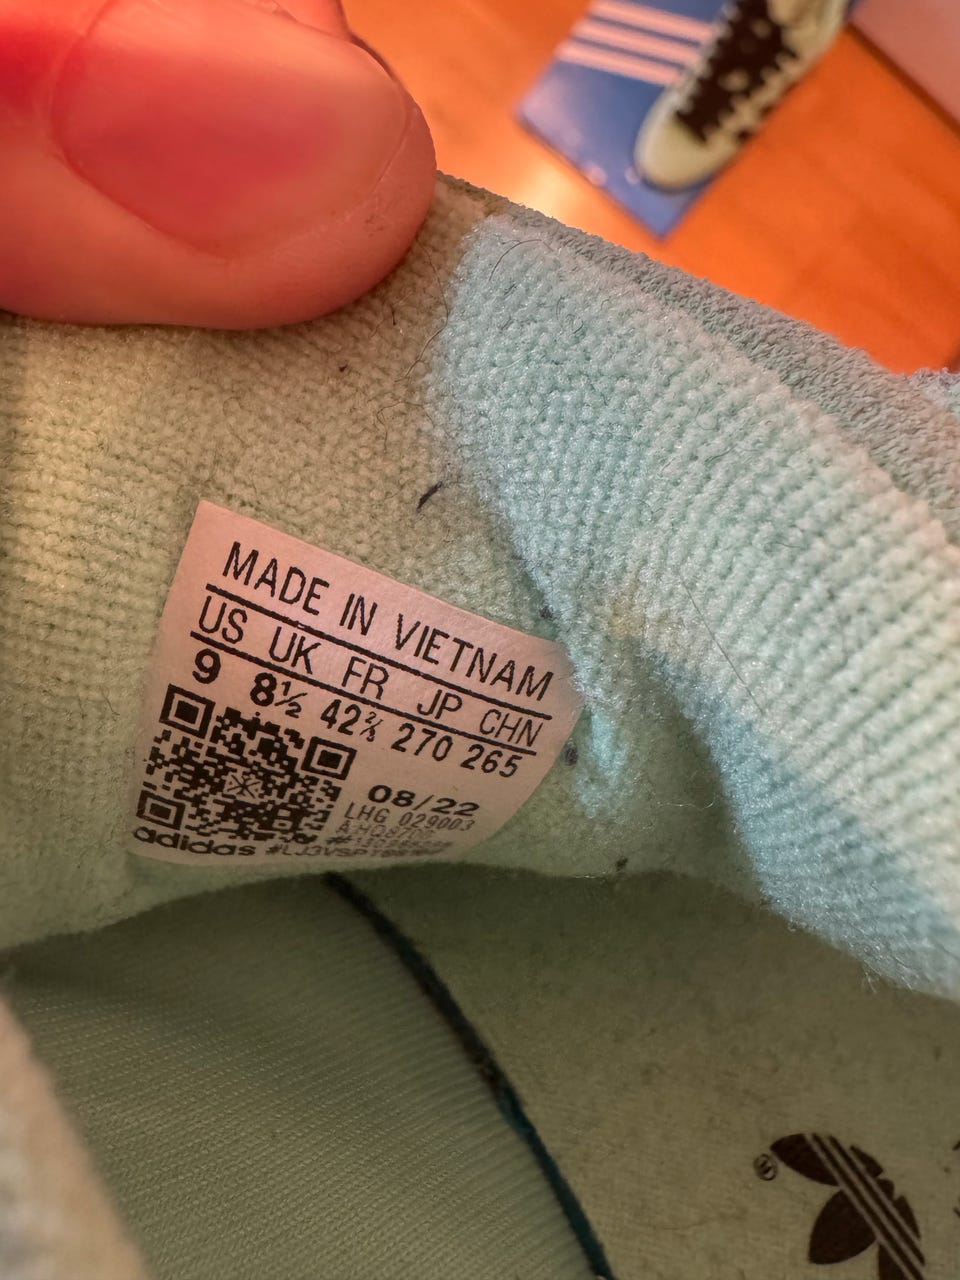 MADE IN VIETNAM
US UK FR JP CHN
9 8½ 42⅔ 270 265
08/22
LHG 029003
adidas